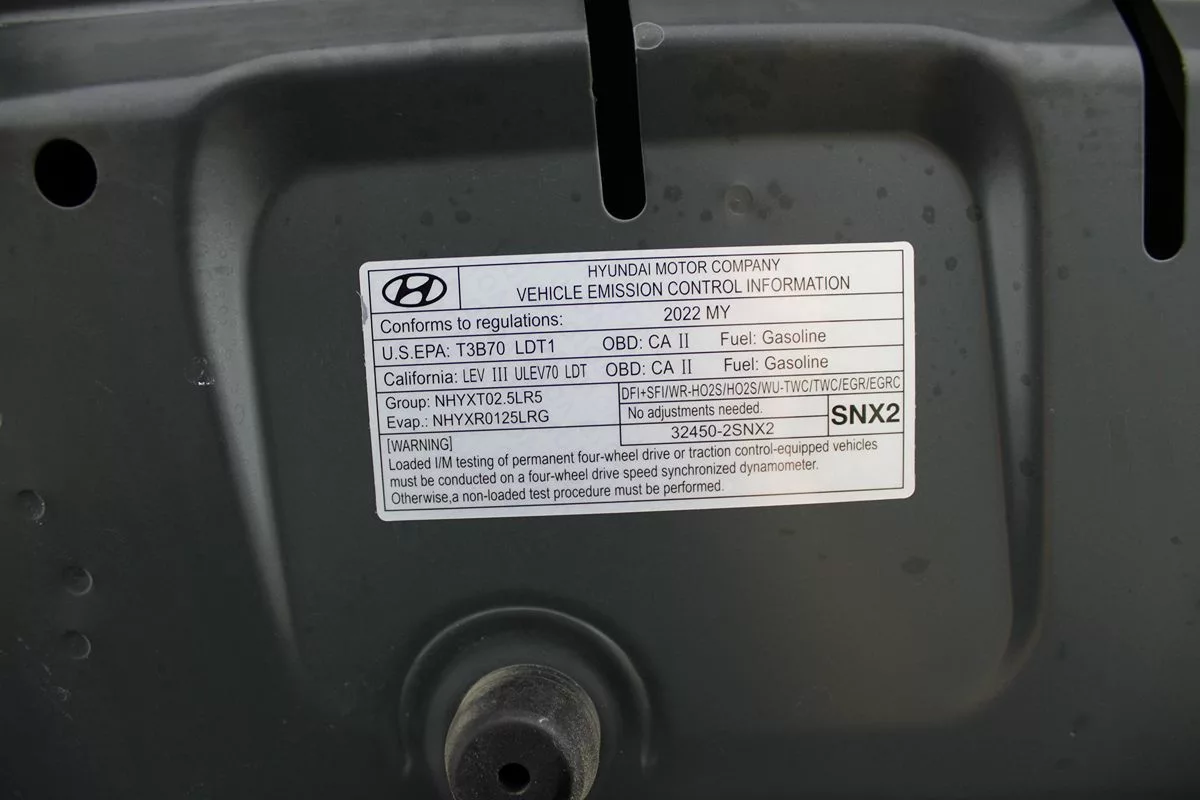 HYUNDAI MOTOR COMPANY
VEHICLE EMISSION CONTROL INFORMATION
Conforms to regulations: 2022 MY
U.S.EPA: T3B70 LDT1 OBD: CA II Fuel: Gasoline
California: LEV III ULEV70 LDT OBD: CA II Fuel: Gasoline
Group: NHYXT02.5LR5
Evap.: NHYXR0125LRG
DFI+SFI/WR-HO2S/HO2S/WU-TWC/TWC/EGR/EGRC
No adjustments needed.
32450-2SNX2
SNX2
[WARNING]
Loaded I/M testing of permanent four-wheel drive or traction control-equipped vehicles
must be conducted on a four-wheel drive speed synchronized dynamometer.
Otherwise,a non-loaded test procedure must be performed.